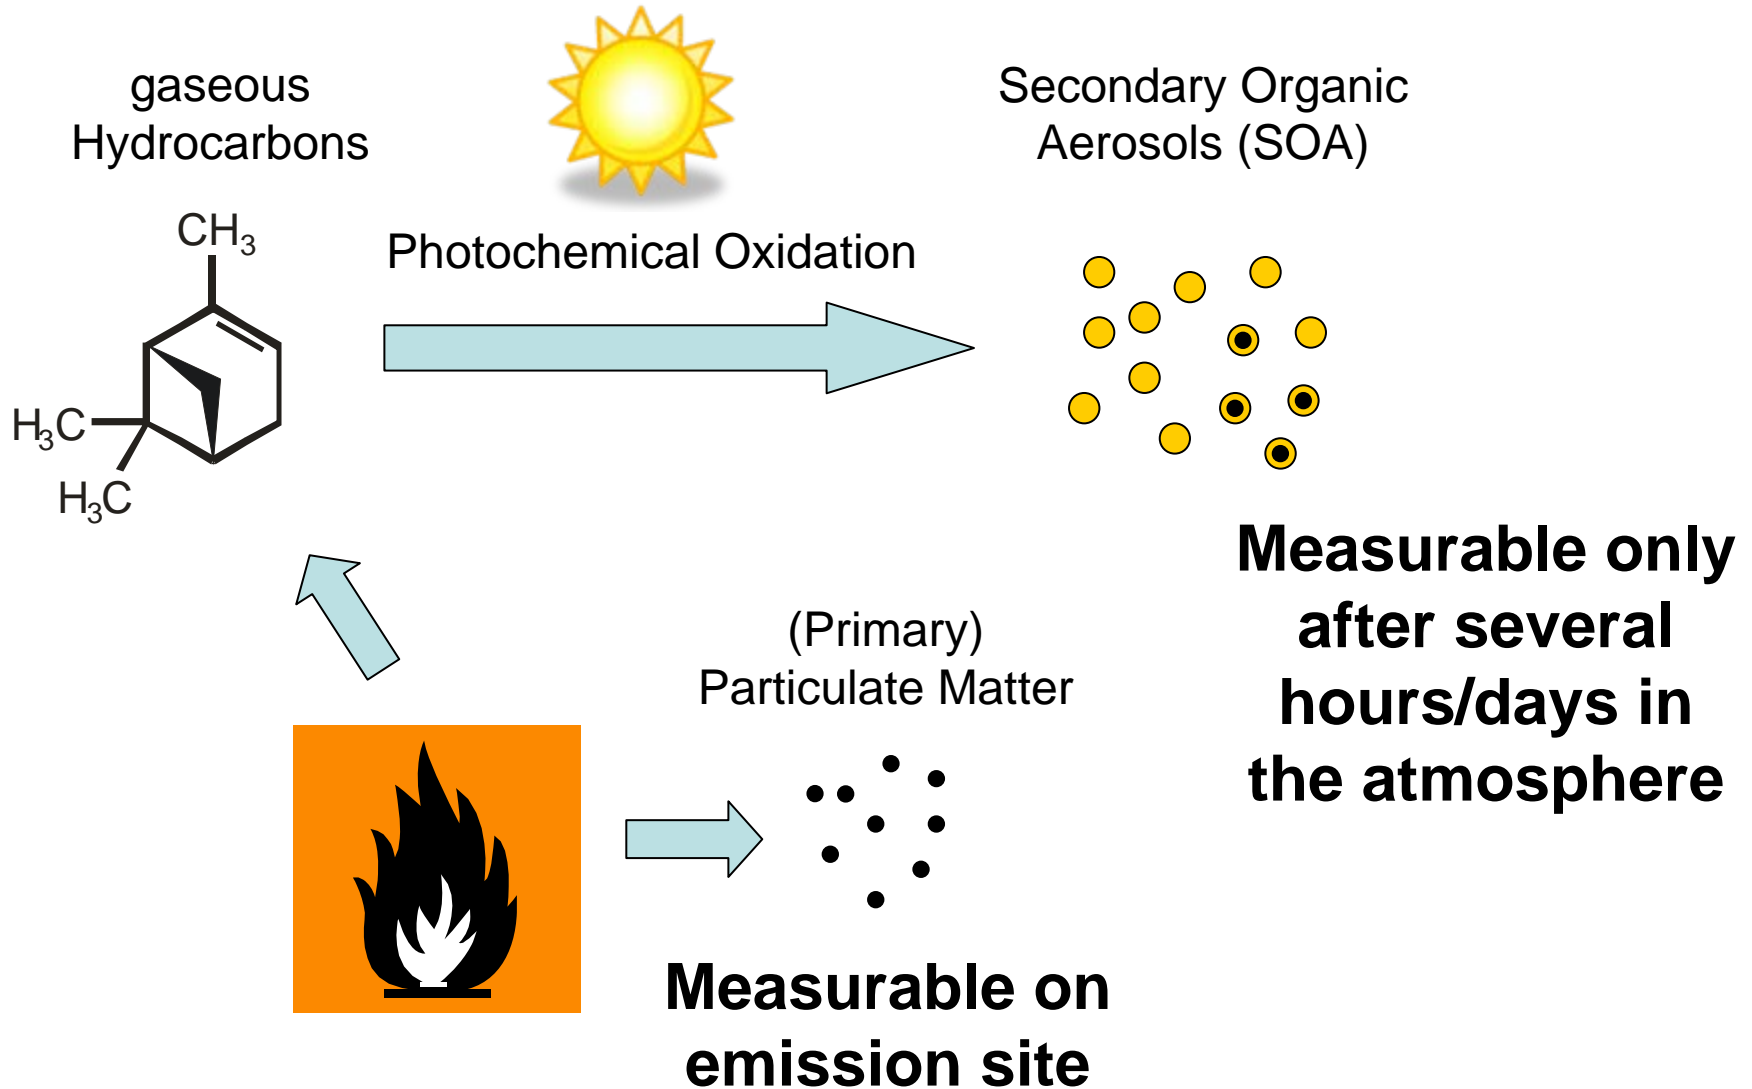 gaseous
Hydrocarbons
Secondary Organic
Aerosols (SOA)
Photochemical Oxidation
CH3
H3C
H3C
Measurable only
after several
hours/days in
the atmosphere
(Primary)
Particulate Matter
Measurable on
emission site